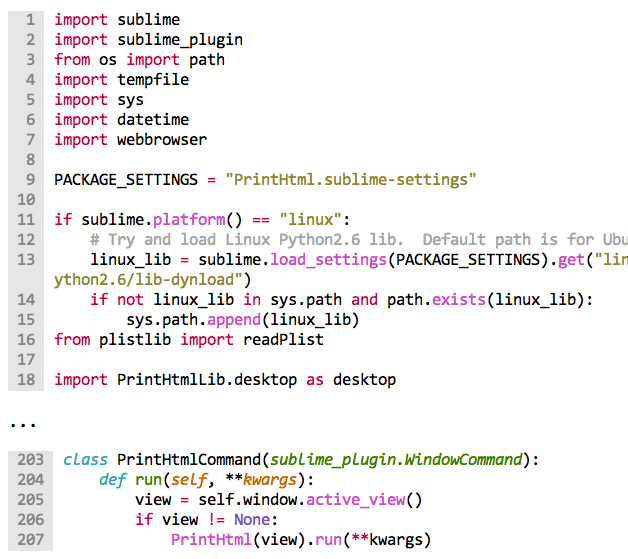 1 import sublime
2 import sublime_plugin
3 from os import path
4 import tempfile
5 import sys
6 import datetime
7 import webbrowser
8
9 PACKAGE_SETTINGS = "PrintHtml.sublime-settings"
10
11 if sublime.platform() == "linux":
12     # Try and load Linux Python2.6 lib.  Default path is for Ubu
13     linux_lib = sublime.load_settings(PACKAGE_SETTINGS).get("lin
ython2.6/lib-dynload")
14     if not linux_lib in sys.path and path.exists(linux_lib):
15         sys.path.append(linux_lib)
16 from plistlib import readPlist
17
18 import PrintHtmlLib.desktop as desktop
...
203 class PrintHtmlCommand(sublime_plugin.WindowCommand):
204     def run(self, **kwargs):
205         view = self.window.active_view()
206         if view != None:
207             PrintHtml(view).run(**kwargs)